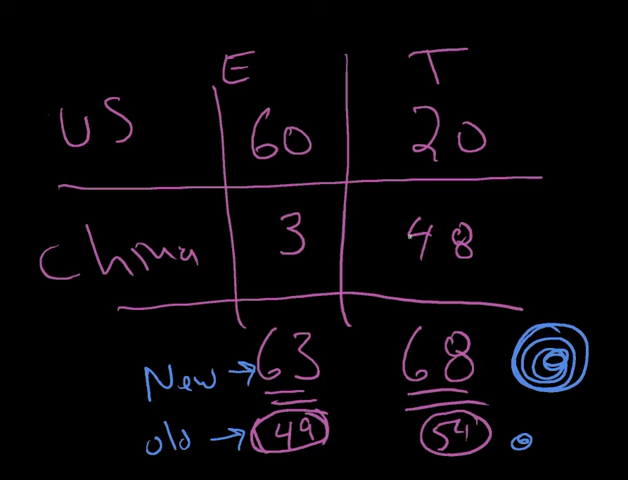 E T
US 60 20
China 3 48
New → 63 68
old → 49 54